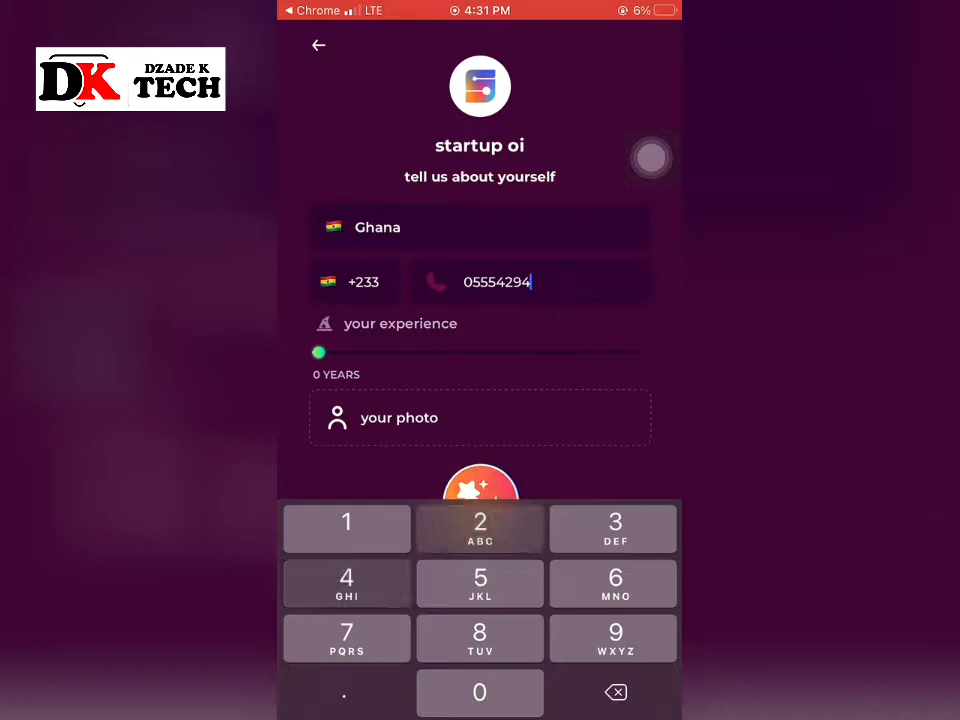 Chrome LTE 4:31 PM 6%
DK DZADE K TECH
startup oi
tell us about yourself
Ghana
+233 05554294
your experience
0 YEARS
your photo
1 2 3
ABC DEF
4 5 6
GHI JKL MNO
7 8 9
PQRS TUV WXYZ
. 0